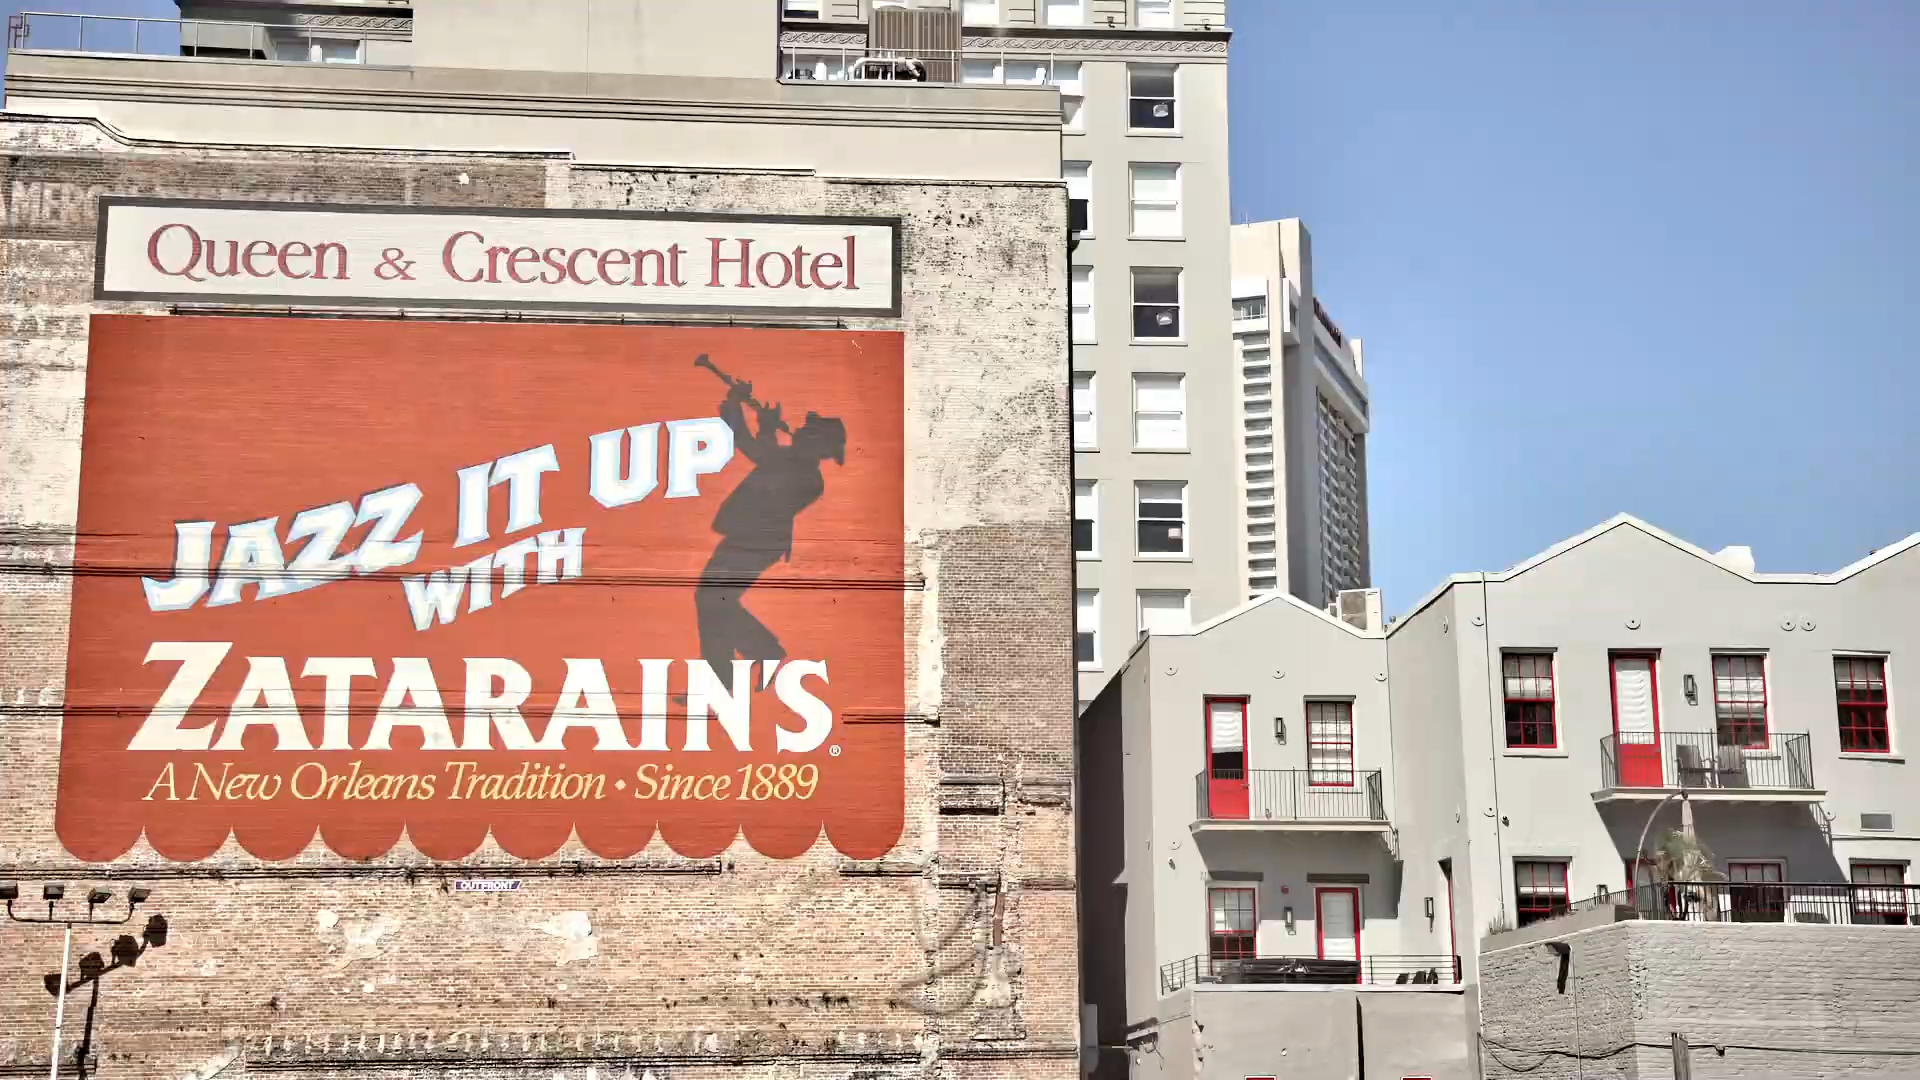 Queen & Crescent Hotel
JAZZ IT UP
WITH
ZATARAIN'S®
A New Orleans Tradition • Since 1889
OUTFRONT